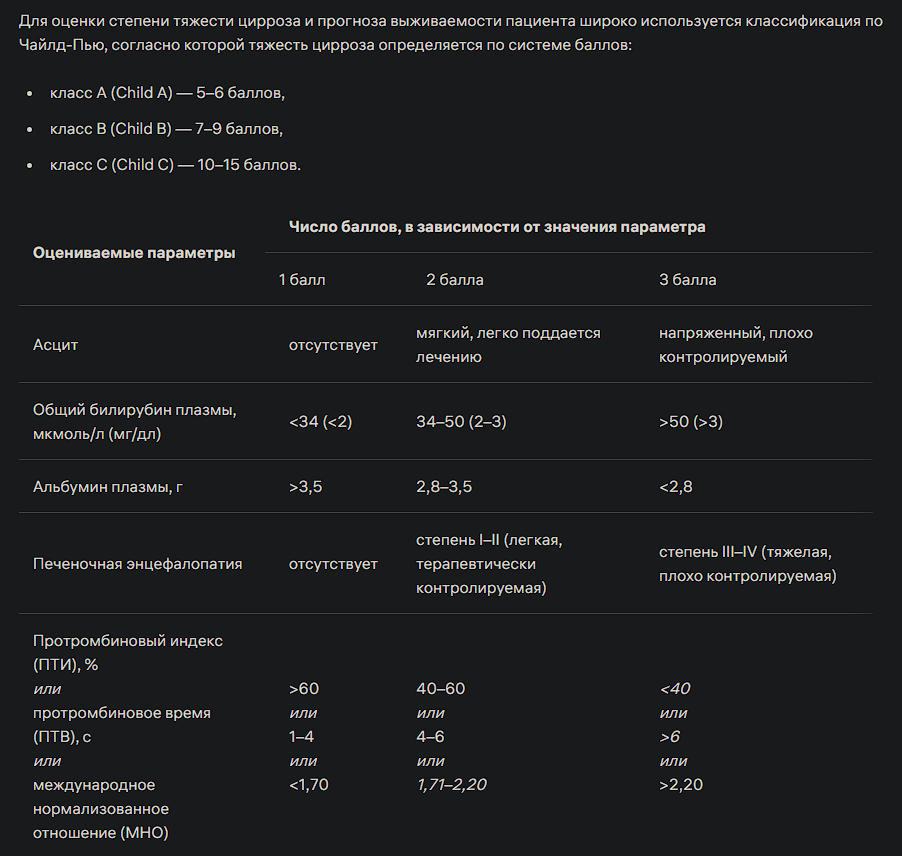 Для оценки степени тяжести цирроза и прогноза выживаемости пациента широко используется классификация по
Чайлд-Пью, согласно которой тяжесть цирроза определяется по системе баллов:
• класс А (Child A) — 5–6 баллов,
• класс В (Child B) — 7–9 баллов,
• класс С (Child C) — 10–15 баллов.
Оцениваемые параметры
Число баллов, в зависимости от значения параметра
1 балл 2 балла 3 балла
Асцит
отсутствует
мягкий, легко поддается
лечению
напряженный, плохо
контролируемый
Общий билирубин плазмы,
мкмоль/л (мг/дл)
<34 (<2)
34–50 (2–3)
>50 (>3)
Альбумин плазмы, г
>3,5
2,8–3,5
<2,8
Печеночная энцефалопатия
отсутствует
степень I–II (легкая,
терапевтически
контролируемая)
степень III–IV (тяжелая,
плохо контролируемая)
Протромбиновый индекс
(ПТИ), %
или
протромбиновое время
(ПТВ), с
или
международное
нормализованное
отношение (МНО)
>60
или
1–4
или
<1,70
40–60
или
4–6
или
1,71–2,20
<40
или
>6
или
>2,20